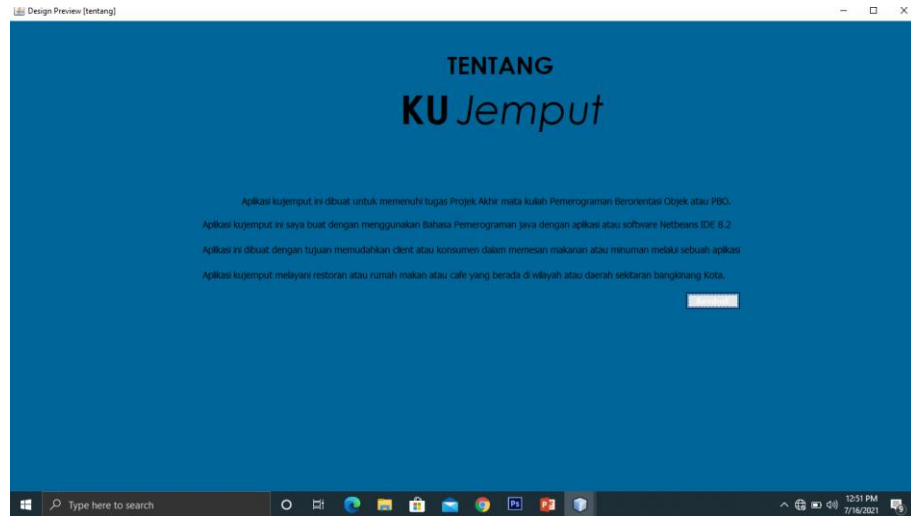 Design Preview [tentang]
TENTANG
KU Jemput
Aplikasi kujemput ini dibuat untuk memenuhi tugas Projek Akhir mata kuliah Pemerograman Berorientasi Objek atau PBO.
Aplikasi kujemput ini saya buat dengan menggunakan Bahasa Pemerograman java dengan aplikasi atau software Netbeans IDE 8.2
Aplikasi ini dibuat dengan tujuan memudahkan client atau konsumen dalam memesan makanan atau minuman melalui sebuah aplikasi
Aplikasi kujemput melayani restoran atau rumah makan atau cafe yang berada di wilayah atau daerah sekitaran bangkinang Kota.
Type here to search
Ps
12:51 PM
7/16/2021